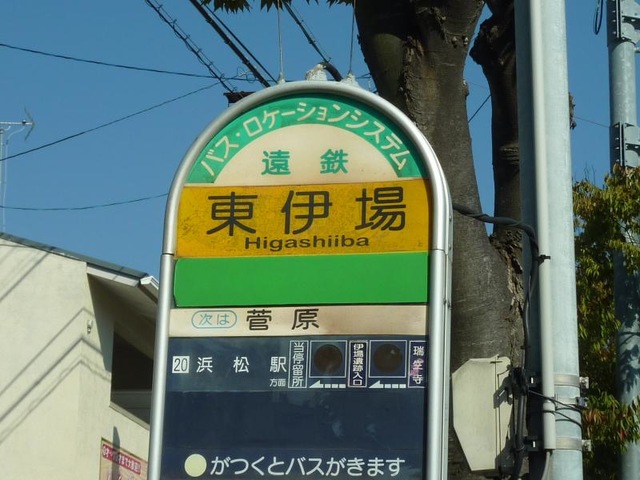 バス・ロケーションシステム
遠鉄
東伊場
Higashiiba
次は 菅原
20 浜松駅方面 当停留所 伊場遺跡入口 瑞生寺
がつくとバスがきます